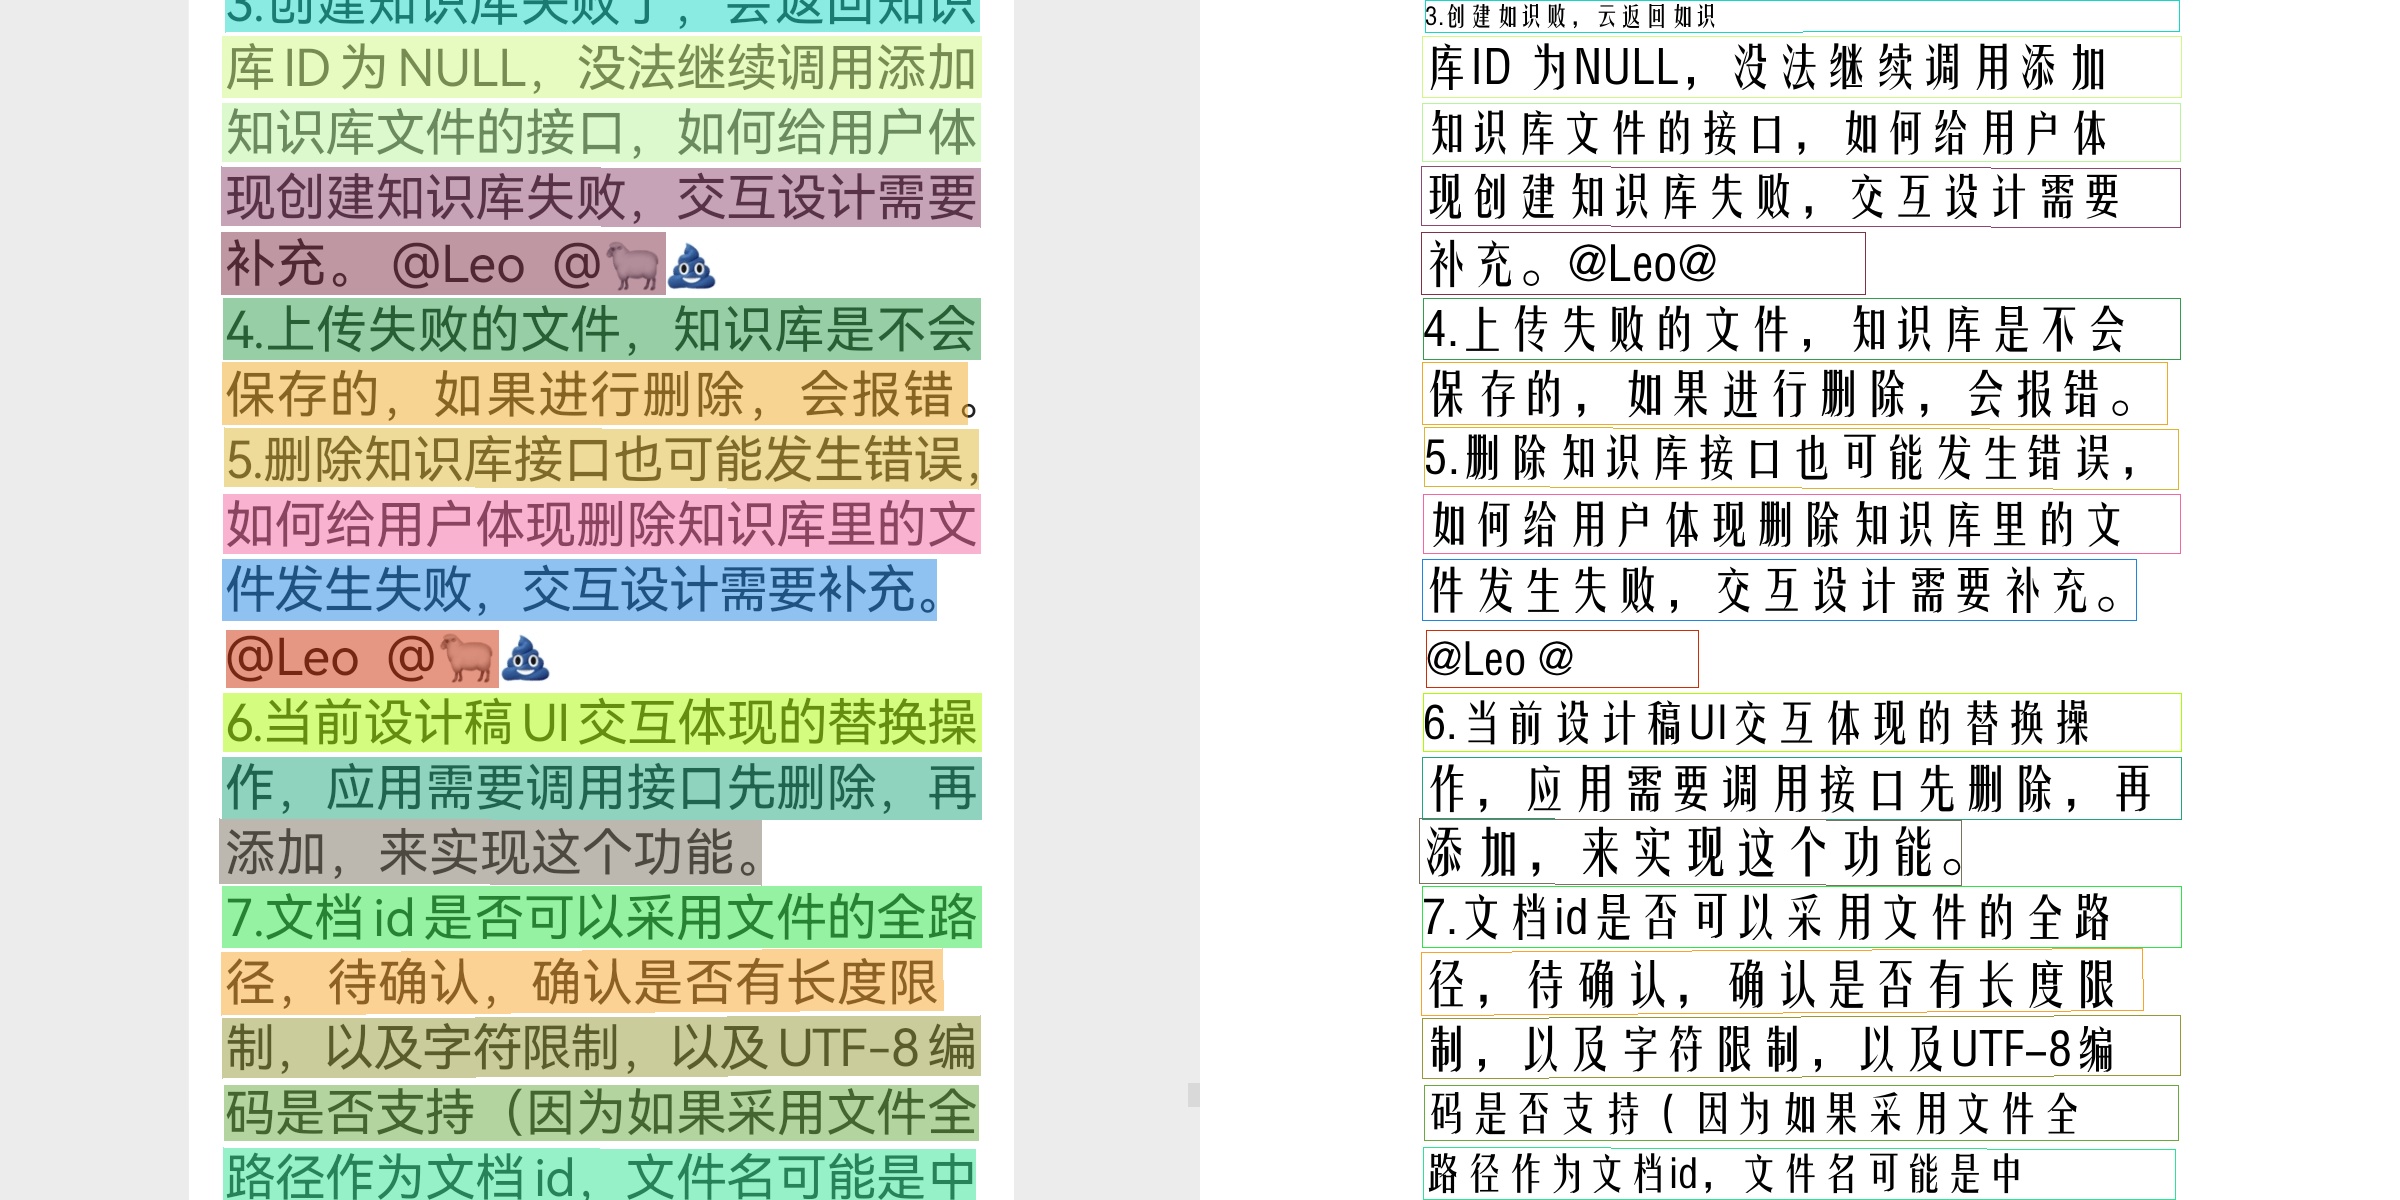 3.创建知识库失败了，会返回知识
库 ID 为 NULL，没法继续调用添加
知识库文件的接口，如何给用户体
现创建知识库失败，交互设计需要
补充。 @Leo @
4.上传失败的文件，知识库是不会
保存的，如果进行删除，会报错。
5.删除知识库接口也可能发生错误，
如何给用户体现删除知识库里的文
件发生失败，交互设计需要补充。
@Leo @
6.当前设计稿 UI 交互体现的替换操
作，应用需要调用接口先删除，再
添加，来实现这个功能。
7.文档 id 是否可以采用文件的全路
径，待确认，确认是否有长度限
制，以及字符限制，以及 UTF-8 编
码是否支持（因为如果采用文件全
路径作为文档 id，文件名可能是中
3.创建如识败，云返回如识
库ID 为NULL，没法继续调用添加
知识库文件的接口，如何给用户体
现创建知识库失败，交互设计需要
补充。@Leo@
4.上传失败的文件，知识库是不会
保存的，如果进行删除，会报错。
5.删除知识库接口也可能发生错误，
如何给用户体现删除知识库里的文
件发生失败，交互设计需要补充。
@Leo @
6.当前设计稿UI交互体现的替换操
作，应用需要调用接口先删除，再
添加，来实现这个功能。
7.文档id是否可以采用文件的全路
径，待确认，确认是否有长度限
制，以及字符限制，以及UTF-8编
码是否支持（因为如果采用文件全
路径作为文档id，文件名可能是中